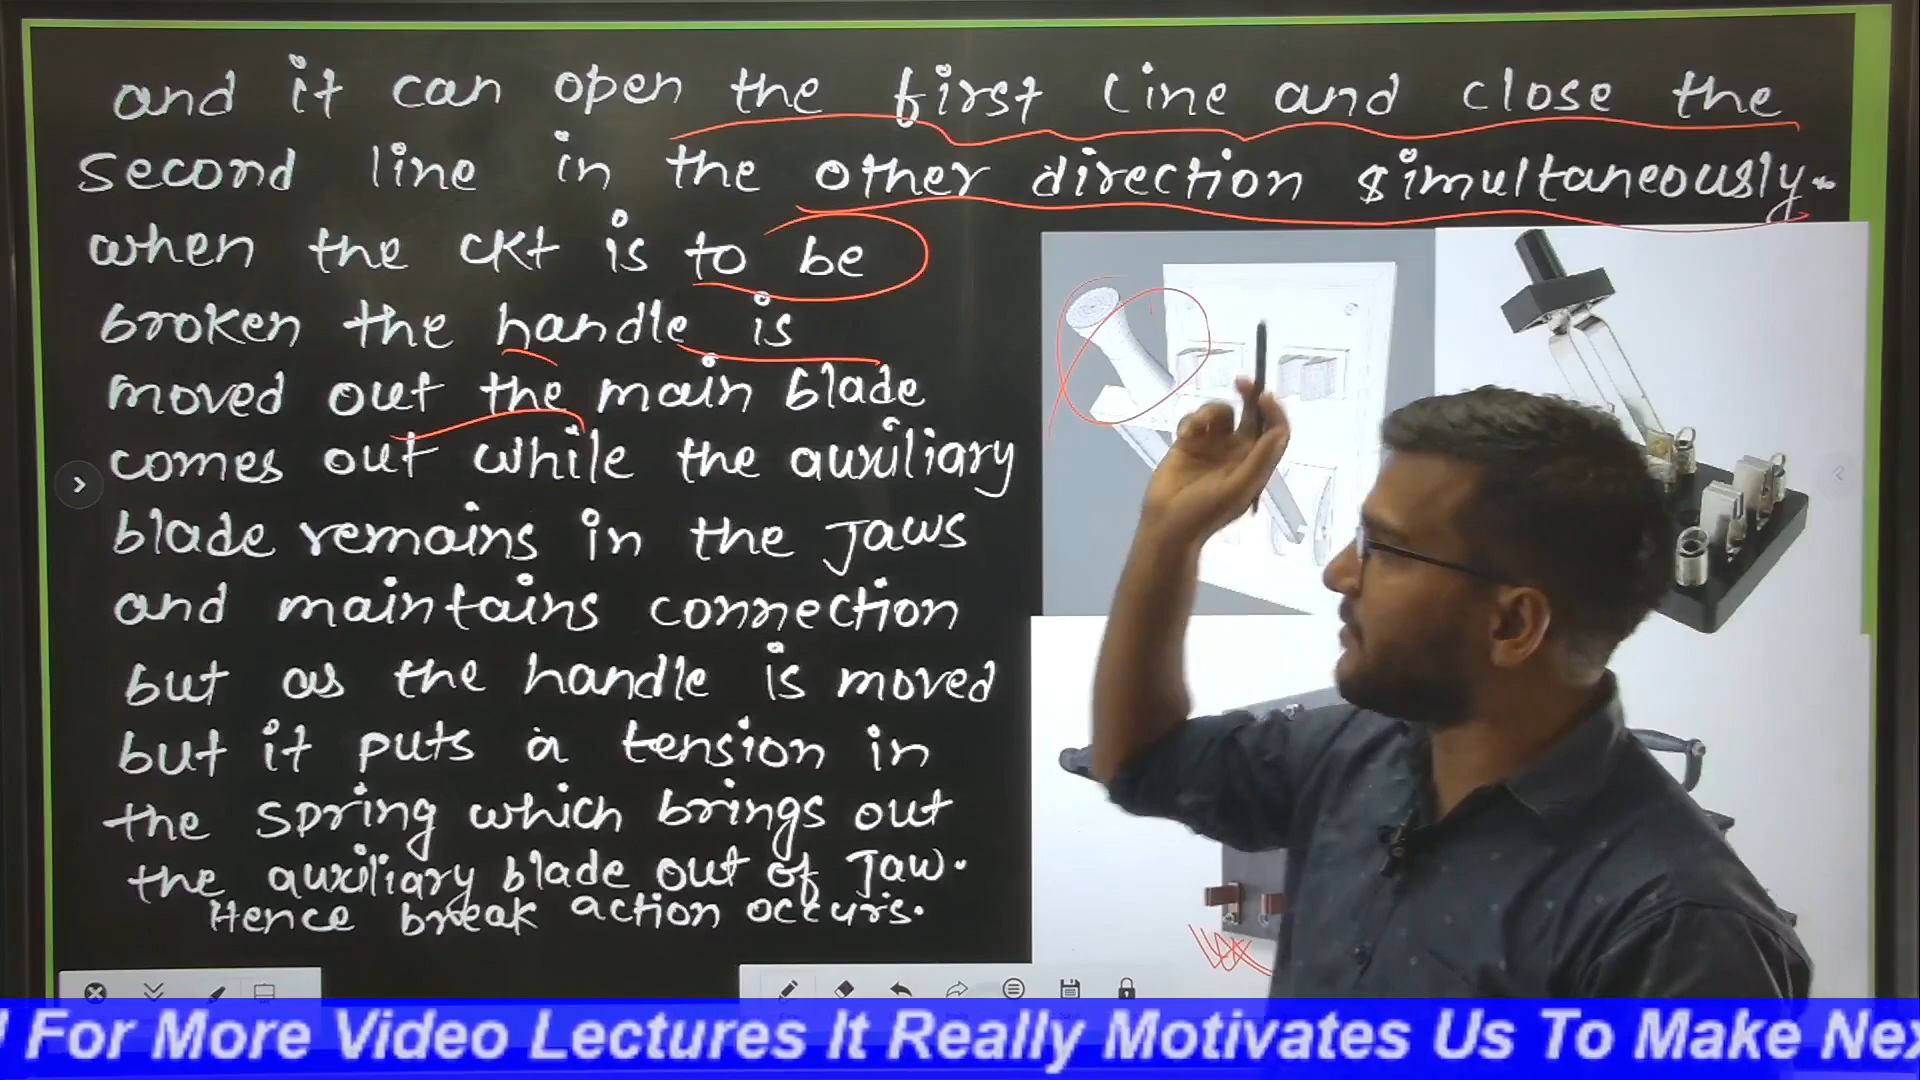 and it can open the first line and close the
second line in the other direction simultaneously.
when the ckt is to be
broken the handle is
moved out the main blade
comes out while the auxiliary
blade remains in the Jaws
and maintains connection
but as the handle is moved
but it puts a tension in
the spring which brings out
the auxiliary blade out of Jaw.
Hence break action occurs.
For More Video Lectures It Really Motivates Us To Make